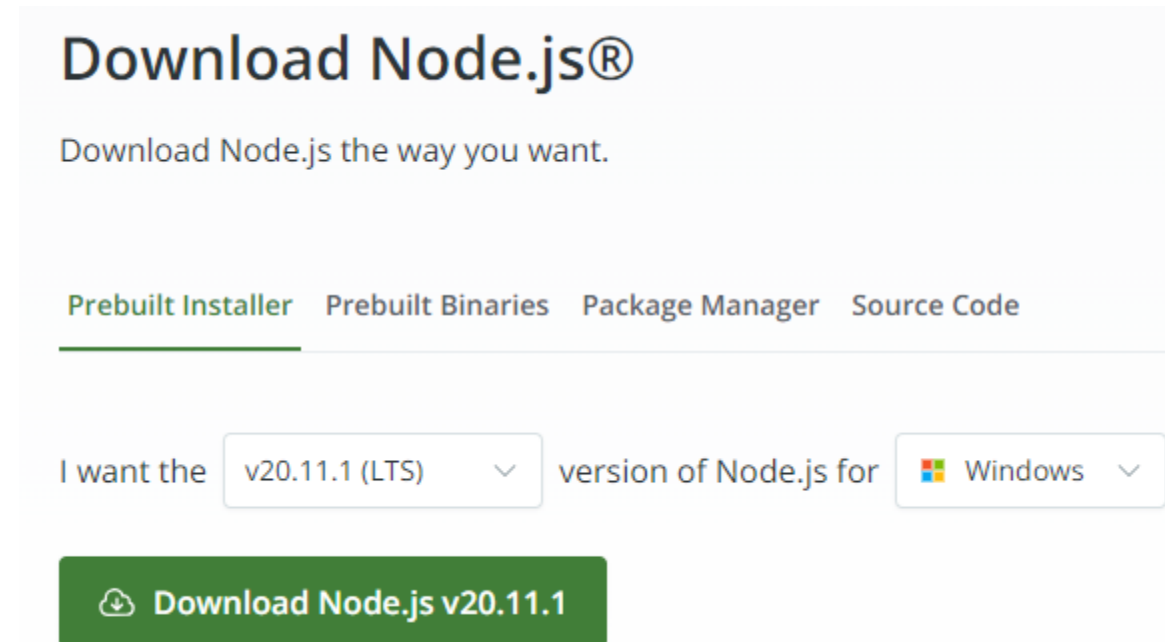 Download Node.js®
Download Node.js the way you want.
Prebuilt Installer Prebuilt Binaries Package Manager Source Code
I want the v20.11.1 (LTS) version of Node.js for Windows
Download Node.js v20.11.1